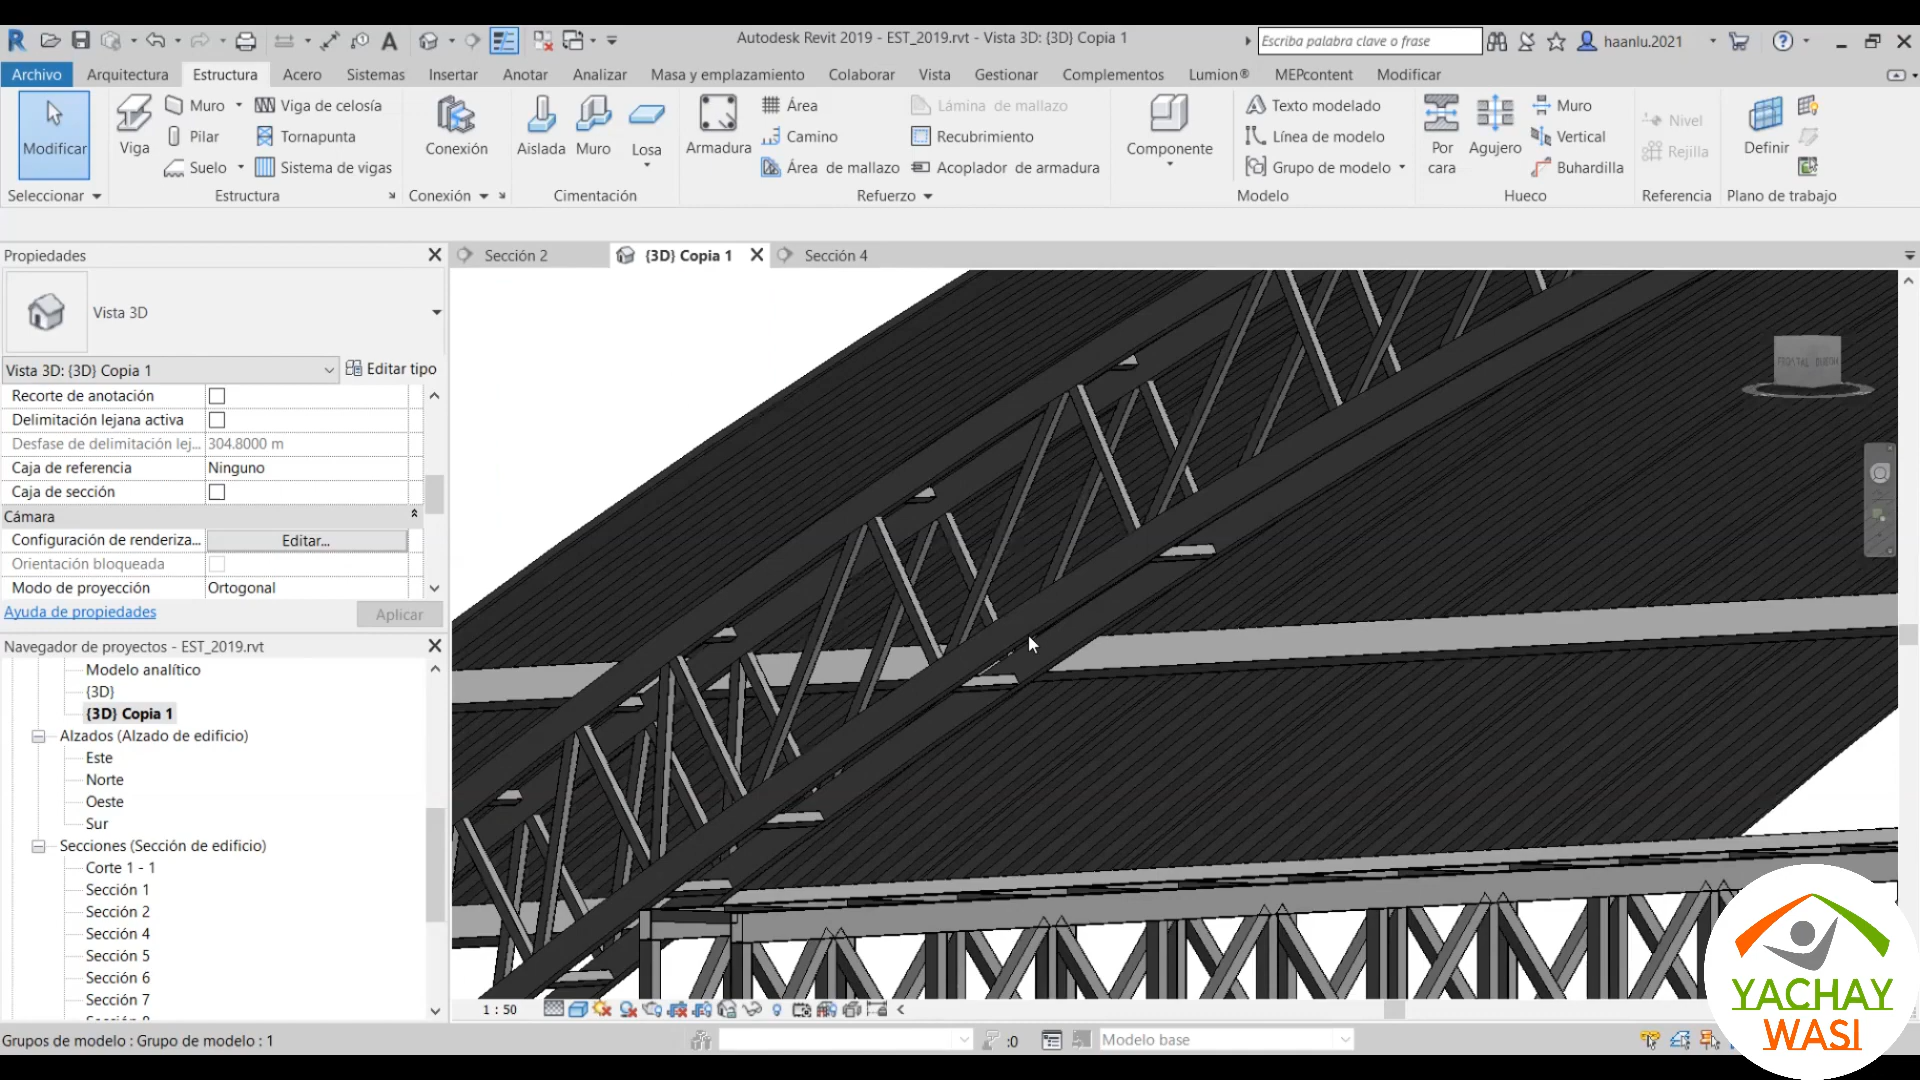 Autodesk Revit 2019 - EST_2019.rvt - Vista 3D: {3D} Copia 1
Escriba palabra clave o frase
haanlu.2021
Archivo Arquitectura Estructura Acero Sistemas Insertar Anotar Analizar Masa y emplazamiento Colaborar Vista Gestionar Complementos Lumion® MEPcontent Modificar
Modificar
Seleccionar
Viga
Muro
Pilar
Suelo
Viga de celosía
Tornapunta
Sistema de vigas
Estructura
Conexión
Conexión
Aislada
Muro
Losa
Cimentación
Armadura
Área
Camino
Área de mallazo
Lámina de mallazo
Recubrimiento
Acoplador de armadura
Refuerzo
Componente
Texto modelado
Línea de modelo
Grupo de modelo
Modelo
Por cara
Agujero
Muro
Vertical
Buhardilla
Hueco
Nivel
Rejilla
Referencia
Definir
Plano de trabajo
Propiedades
Vista 3D
Vista 3D: {3D} Copia 1
Editar tipo
Recorte de anotación
Delimitación lejana activa
Desfase de delimitación lej... 304.8000 m
Caja de referencia Ninguno
Caja de sección
Cámara
Configuración de renderiza... Editar...
Orientación bloqueada
Modo de proyección Ortogonal
Ayuda de propiedades
Aplicar
Navegador de proyectos - EST_2019.rvt
Modelo analítico
{3D}
{3D} Copia 1
Alzados (Alzado de edificio)
Este
Norte
Oeste
Sur
Secciones (Sección de edificio)
Corte 1 - 1
Sección 1
Sección 2
Sección 4
Sección 5
Sección 6
Sección 7
Sección 2
{3D} Copia 1
Sección 4
1 : 50
Grupos de modelo : Grupo de modelo : 1
:0
Modelo base
YACHAY
WASI